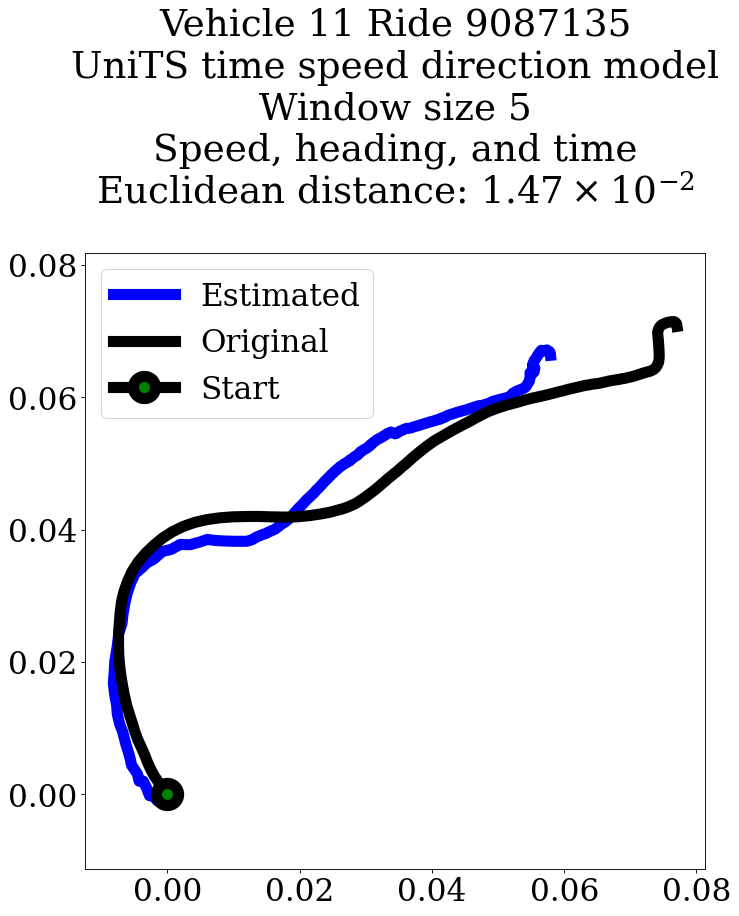 Vehicle 11 Ride 9087135
UniTS time speed direction model
Window size 5
Speed, heading, and time
Euclidean distance: 1.47 × 10⁻²
0.08
0.06
0.04
0.02
0.00
Estimated
Original
Start
0.00 0.02 0.04 0.06 0.08